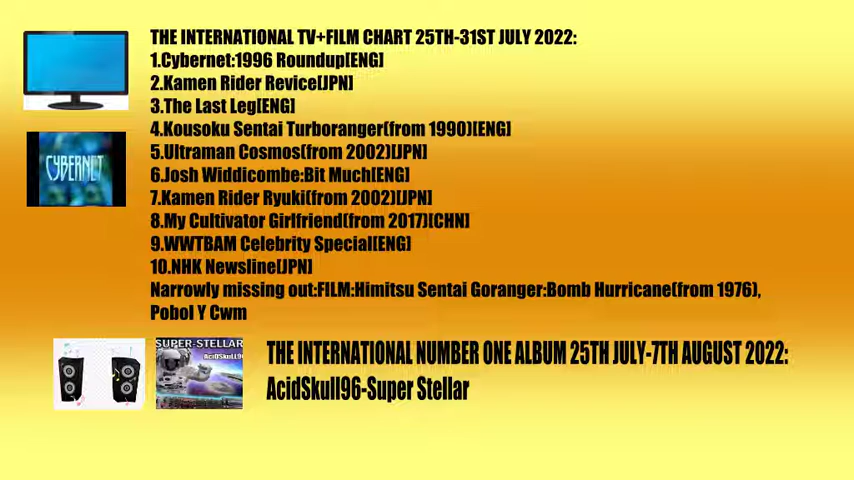 THE INTERNATIONAL TV+FILM CHART 25TH-31ST JULY 2022:
1.Cybernet:1996 Roundup[ENG]
2.Kamen Rider Revice[JPN]
3.The Last Leg[ENG]
4.Kousoku Sentai Turboranger(from 1990)[ENG]
5.Ultraman Cosmos(from 2002)[JPN]
6.Josh Widdicombe:Bit Much[ENG]
7.Kamen Rider Ryuki(from 2002)[JPN]
8.My Cultivator Girlfriend(from 2017)[CHN]
9.WWTBAM Celebrity Special[ENG]
10.NHK Newsline[JPN]
Narrowly missing out:FILM:Himitsu Sentai Goranger:Bomb Hurricane(from 1976),
Pobol Y Cwm
CYBERNET
SUPER-STELLAR
AciDSkull96
THE INTERNATIONAL NUMBER ONE ALBUM 25TH JULY-7TH AUGUST 2022:
AcidSkull96-Super Stellar